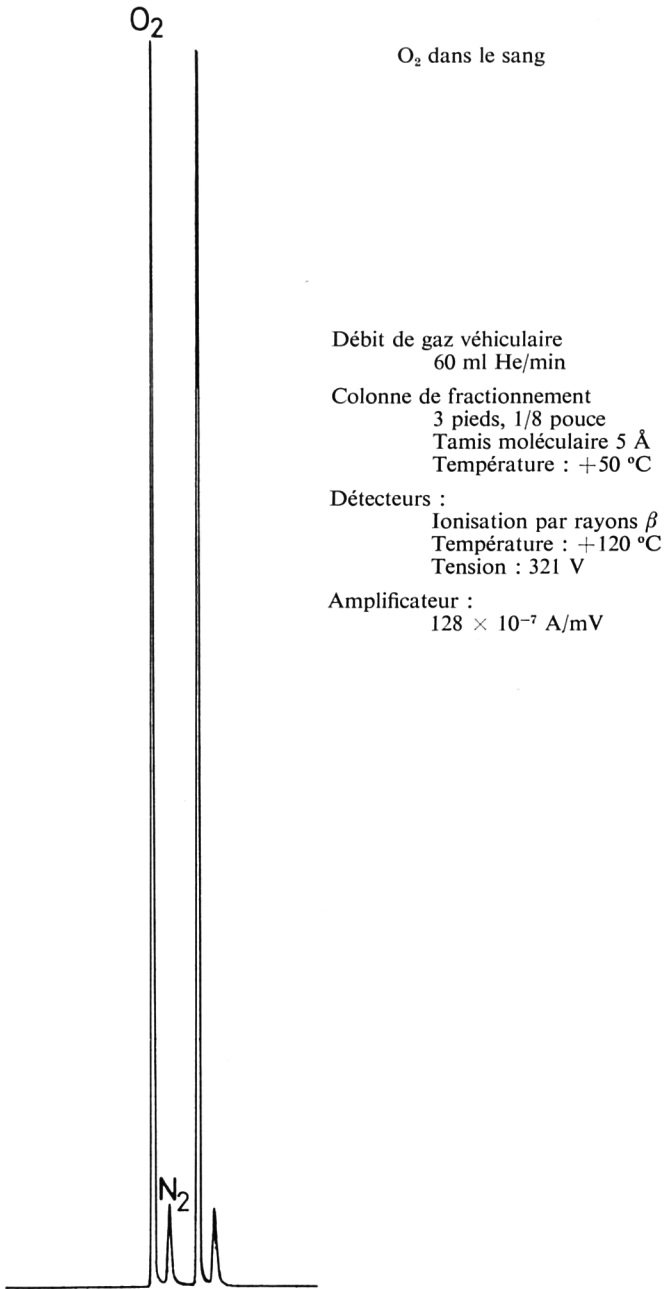 O₂
O₂ dans le sang
Débit de gaz véhiculaire
60 ml He/min
Colonne de fractionnement
3 pieds, 1/8 pouce
Tamis moléculaire 5 Å
Température : +50 ºC
Détecteurs :
Ionisation par rayons β
Température : +120 ºC
Tension : 321 V
Amplificateur :
128 × 10⁻⁷ A/mV
N₂